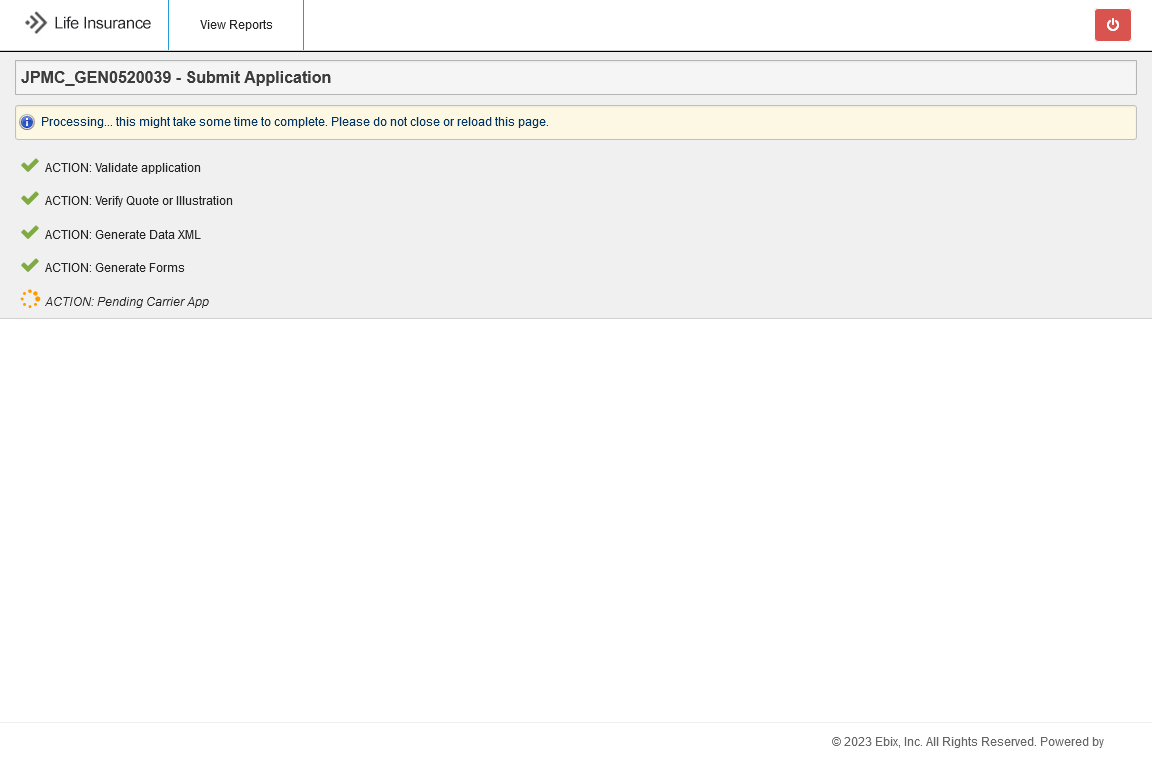 Life Insurance
View Reports
JPMC_GEN0520039 - Submit Application
Processing... this might take some time to complete. Please do not close or reload this page.
ACTION: Validate application
ACTION: Verify Quote or Illustration
ACTION: Generate Data XML
ACTION: Generate Forms
ACTION: Pending Carrier App
© 2023 Ebix, Inc. All Rights Reserved. Powered by